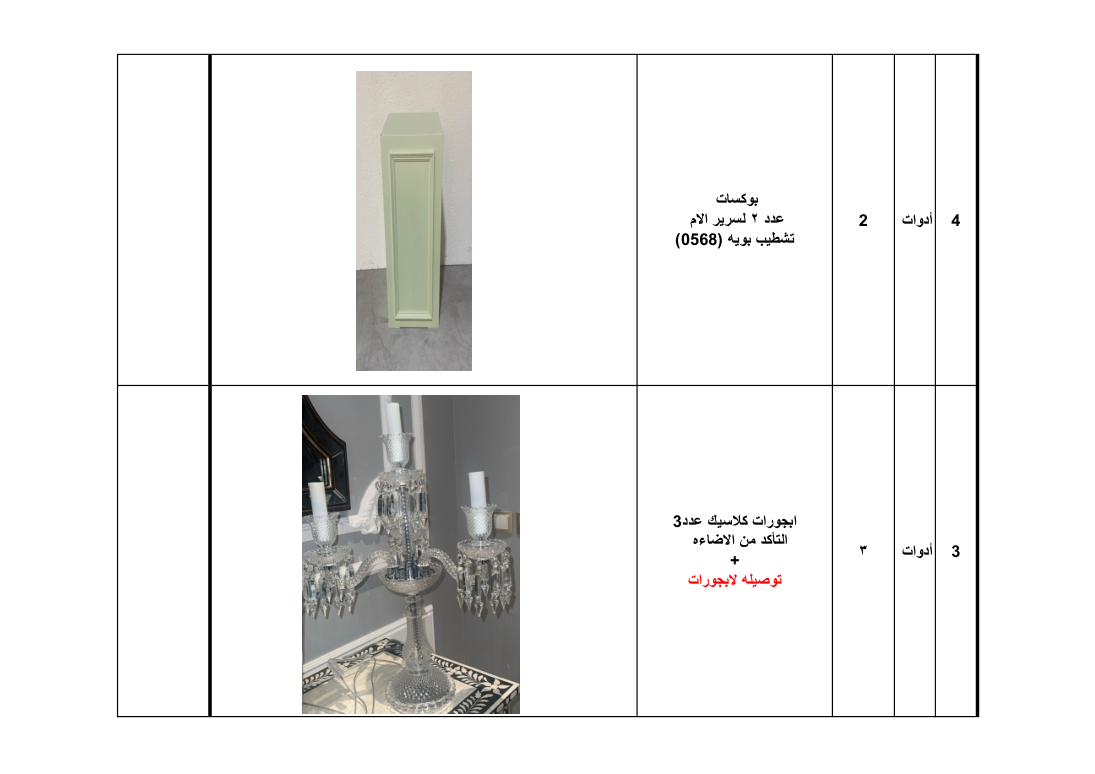 4
أدوات
2
بوكسات
عدد ٢ لسرير الام
تشطيب بويه (0568)
3
أدوات
٣
ابجورات كلاسيك عدد3
التأكد من الاضاءه
+
توصيله لابجورات